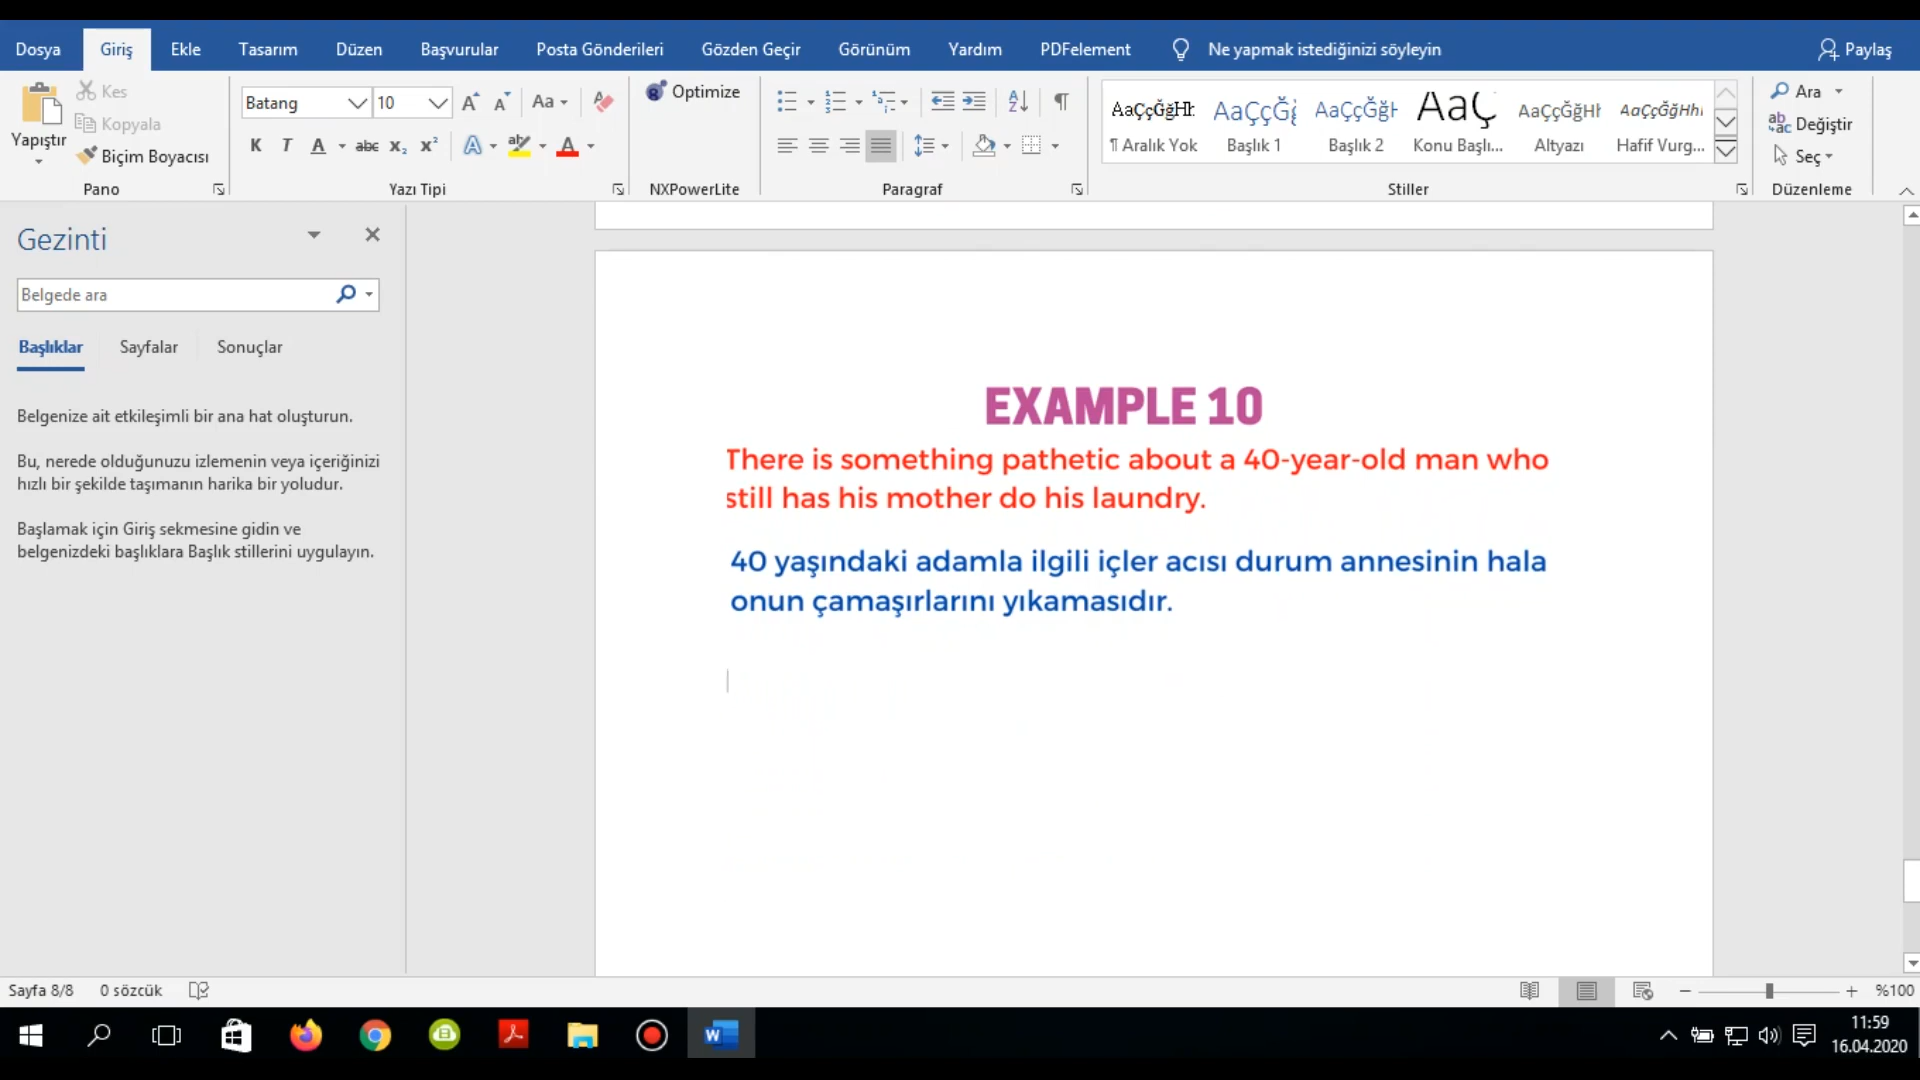 Dosya Giriş Ekle Tasarım Düzen Başvurular Posta Gönderileri Gözden Geçir Görünüm Yardım PDFelement Ne yapmak istediğinizi söyleyin Paylaş
Yapıştır
Kes
Kopyala
Biçim Boyacısı
Pano
Batang 10 Aa
K T A abc x₂ x² A ab A
Yazı Tipi
Optimize
NXPowerLite
Paragraf
AaÇçĞğHh AaÇçĞğ AaÇçĞğH AaÇ AaÇçĞğHh AaÇçĞğHh
¶ Aralık Yok Başlık 1 Başlık 2 Konu Başlı... Altyazı Hafif Vurg...
Stiller
Ara
Değiştir
Seç
Düzenleme
Gezinti
Belgede ara
Başlıklar Sayfalar Sonuçlar
Belgenize ait etkileşimli bir ana hat oluşturun.
Bu, nerede olduğunuzu izlemenin veya içeriğinizi
hızlı bir şekilde taşımanın harika bir yoludur.
Başlamak için Giriş sekmesine gidin ve
belgenizdeki başlıklara Başlık stillerini uygulayın.
EXAMPLE 10
There is something pathetic about a 40-year-old man who
still has his mother do his laundry.
40 yaşındaki adamla ilgili içler acısı durum annesinin hala
onun çamaşırlarını yıkamasıdır.
Sayfa 8/8 0 sözcük %100
11:59
16.04.2020